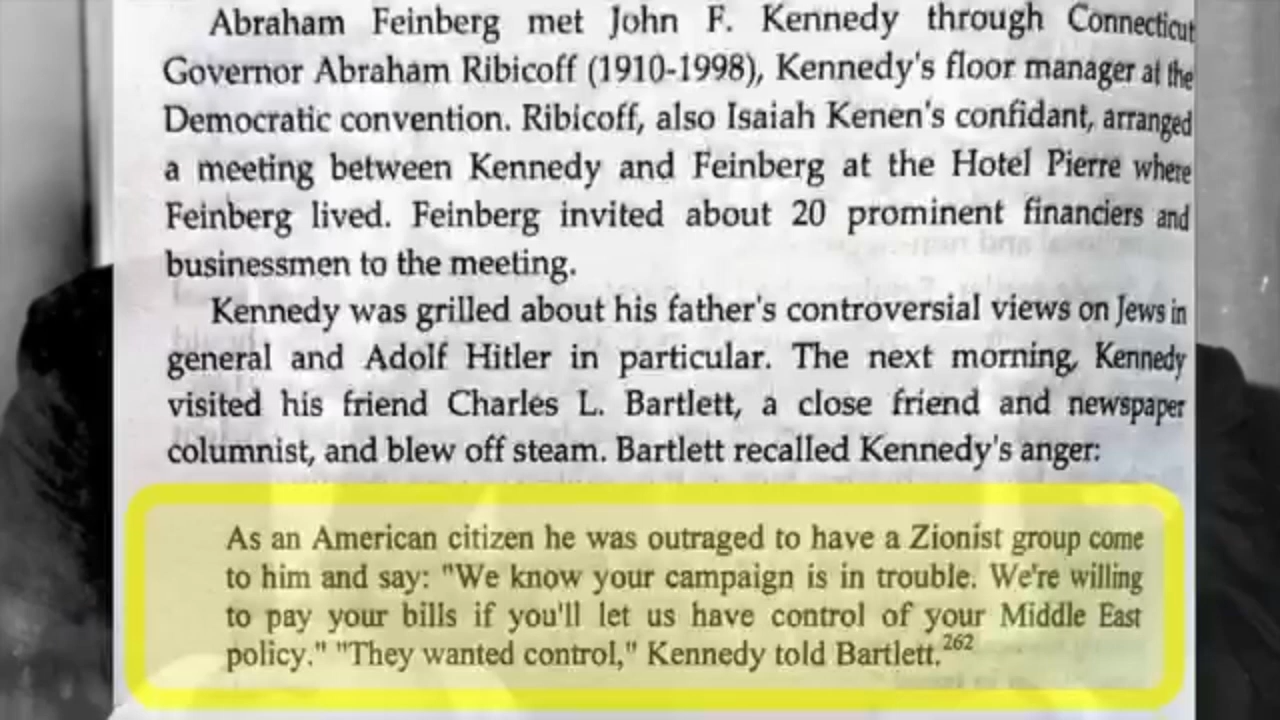 Abraham Feinberg met John F. Kennedy through Connecticut
Governor Abraham Ribicoff (1910-1998), Kennedy's floor manager at the
Democratic convention. Ribicoff, also Isaiah Kenen's confidant, arranged
a meeting between Kennedy and Feinberg at the Hotel Pierre where
Feinberg lived. Feinberg invited about 20 prominent financiers and
businessmen to the meeting.
Kennedy was grilled about his father's controversial views on Jews in
general and Adolf Hitler in particular. The next morning, Kennedy
visited his friend Charles L. Bartlett, a close friend and newspaper
columnist, and blew off steam. Bartlett recalled Kennedy's anger:
As an American citizen he was outraged to have a Zionist group come
to him and say: "We know your campaign is in trouble. We're willing
to pay your bills if you'll let us have control of your Middle East
policy." "They wanted control," Kennedy told Bartlett.262